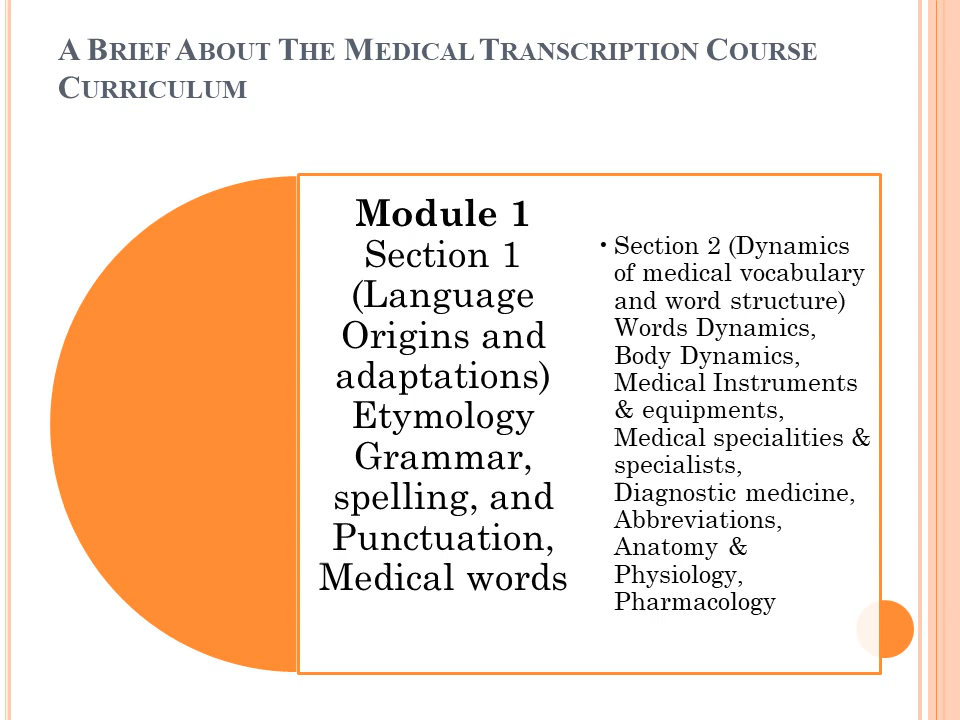 A Brief About The Medical Transcription Course
Curriculum
Module 1
Section 1
(Language
Origins and
adaptations)
Etymology
Grammar,
spelling, and
Punctuation,
Medical words
• Section 2 (Dynamics
of medical vocabulary
and word structure)
Words Dynamics,
Body Dynamics,
Medical Instruments
& equipments,
Medical specialities &
specialists,
Diagnostic medicine,
Abbreviations,
Anatomy &
Physiology,
Pharmacology